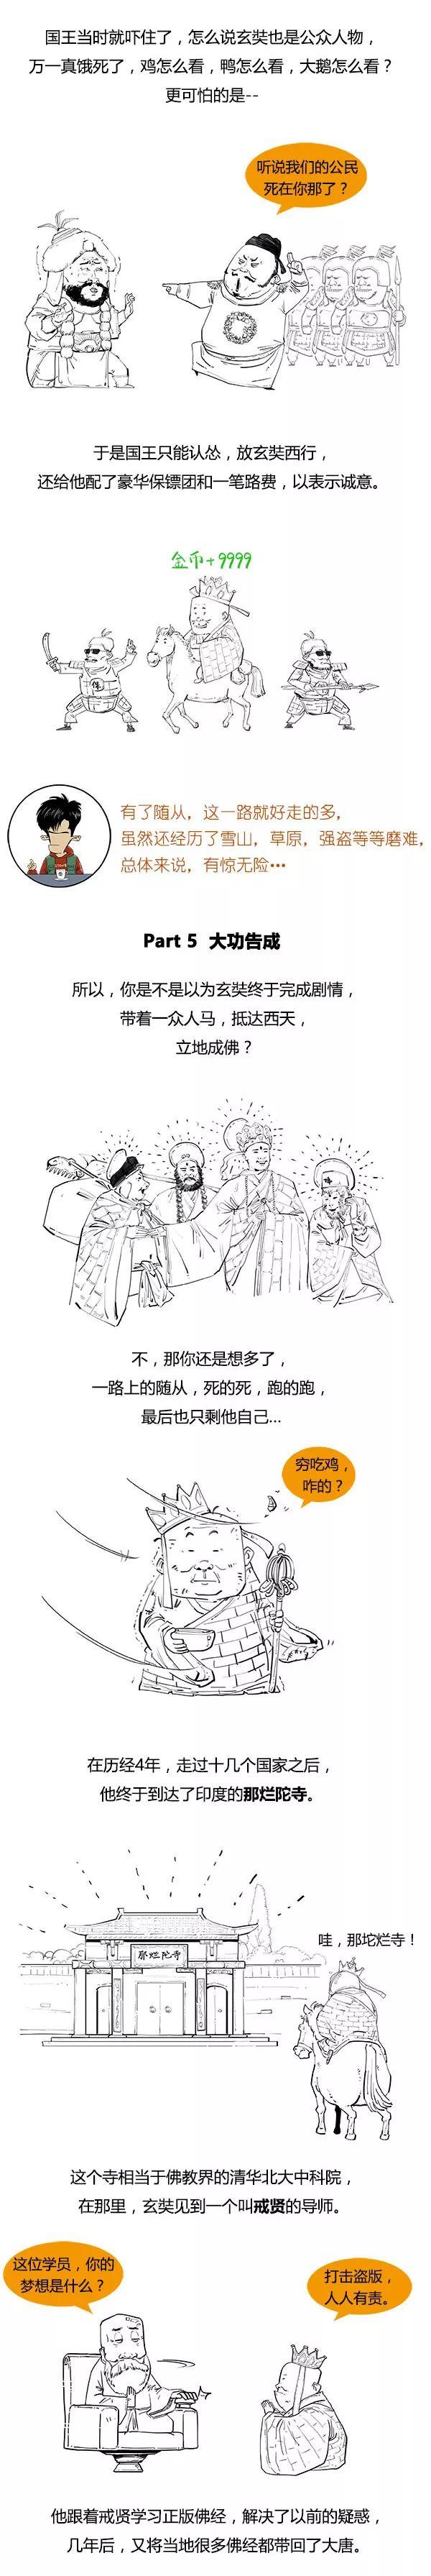 国王当时就吓住了，怎么说玄奘也是公众人物，
万一真饿死了，鸡怎么看，鸭怎么看，大鹅怎么看？
更可怕的是--
听说我们的公民
死在你那了？
于是国王只能认怂，放玄奘西行，
还给他配了豪华保镖团和一笔路费，以表示诚意。
金币+9999
有了随从，这一路就好走的多，
虽然还经历了雪山，草原，强盗等等磨难，
总体来说，有惊无险…
Part 5 大功告成
所以，你是不是以为玄奘终于完成剧情，
带着一众人马，抵达西天，
立地成佛？
不，那你还是想多了，
一路上的随从，死的死，跑的跑，
最后也只剩他自己...
穷吃鸡，
咋的？
在历经4年，走过十几个国家之后，
他终于到达了印度的那烂陀寺。
那烂陀寺
哇，那坨烂寺！
这个寺相当于佛教界的清华北大中科院，
在那里，玄奘见到一个叫戒贤的导师。
这位学员，你的
梦想是什么？
打击盗版，
人人有责。
他跟着戒贤学习正版佛经，解决了以前的疑惑，
几年后，又将当地很多佛经都带回了大唐。